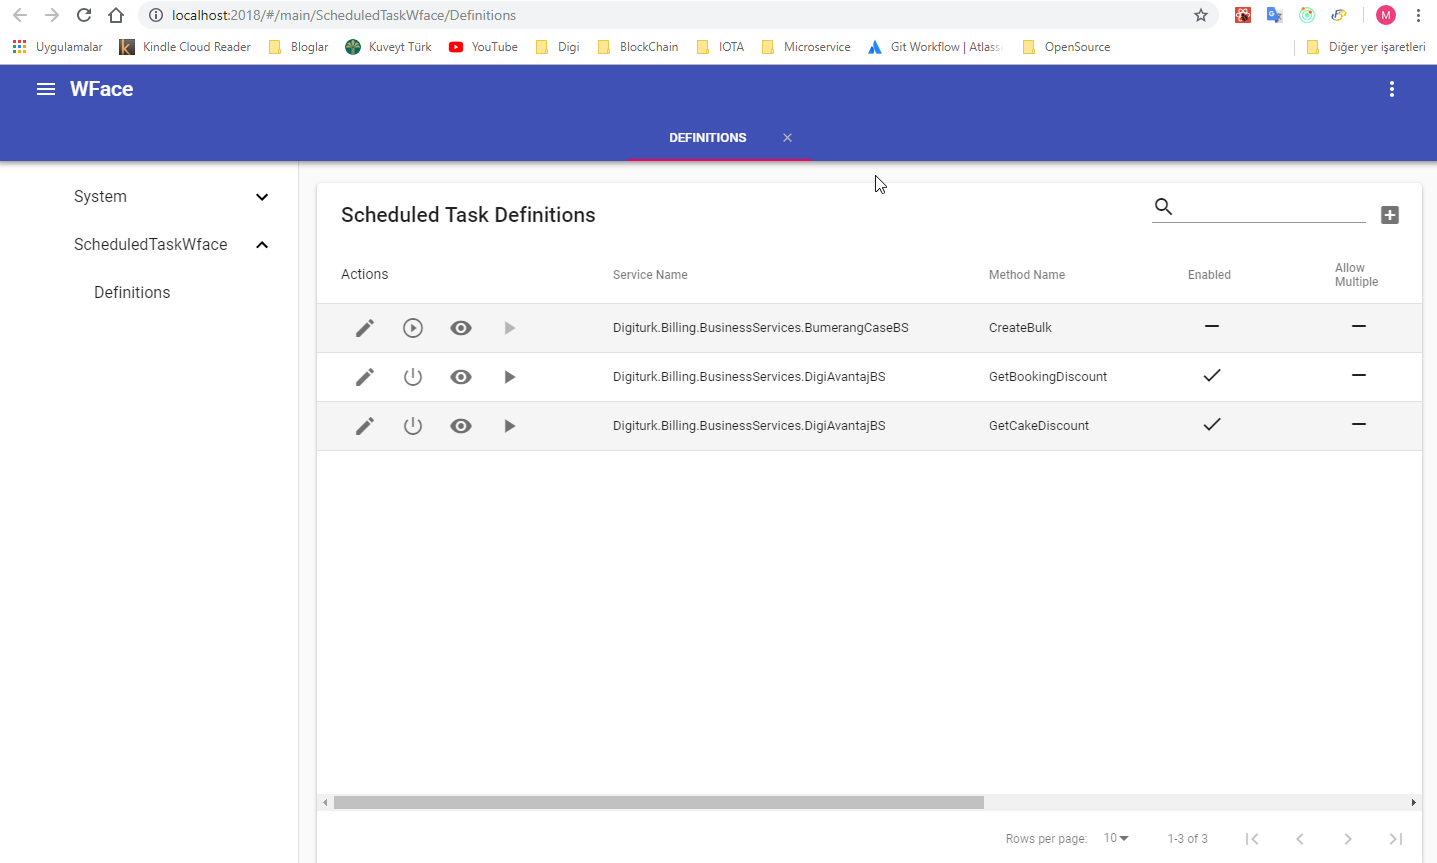 localhost:2018/#/main/ScheduledTaskWface/Definitions
M
Uygulamalar
k Kindle Cloud Reader
Bloglar
Kuveyt Türk
YouTube
Digi
BlockChain
IOTA
Microservice
Git Workflow | Atlass
OpenSource
Diğer yer işaretleri
WFace
DEFINITIONS
System
ScheduledTaskWface
Definitions
Scheduled Task Definitions
Actions Service Name Method Name Enabled Allow Multiple
Digiturk.Billing.BusinessServices.BumerangCaseBS CreateBulk
Digiturk.Billing.BusinessServices.DigiAvantajBS GetBookingDiscount
Digiturk.Billing.BusinessServices.DigiAvantajBS GetCakeDiscount
Rows per page: 10 1-3 of 3